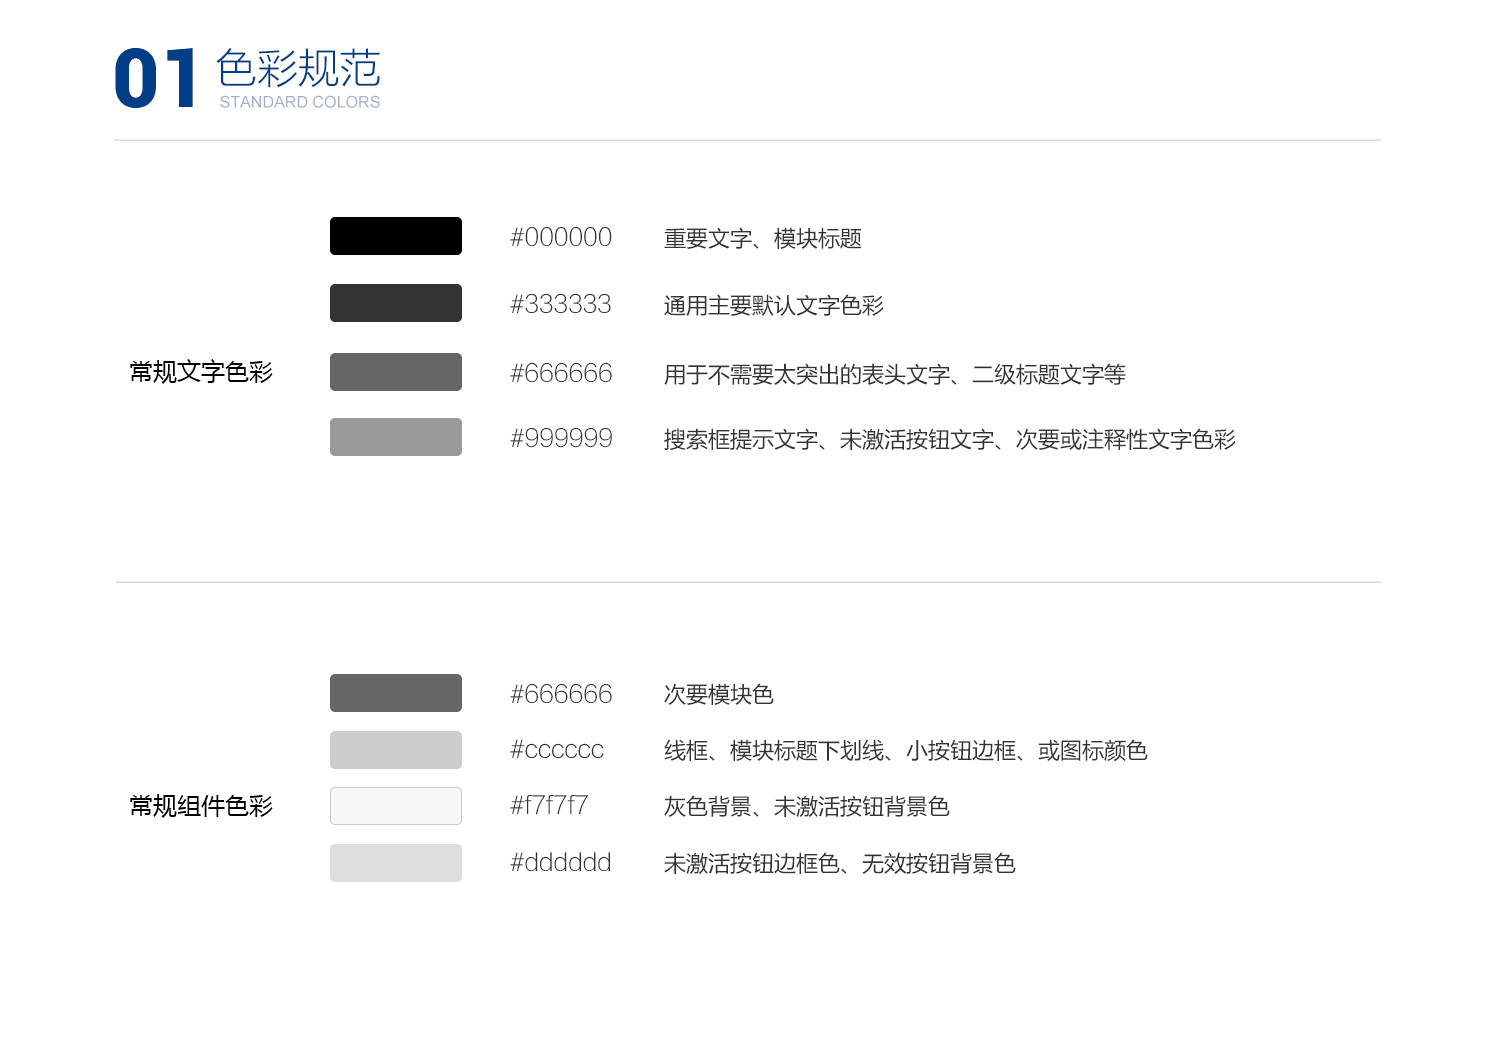 01 色彩规范
STANDARD COLORS
#000000 重要文字、模块标题
#333333 通用主要默认文字色彩
常规文字色彩 #666666 用于不需要太突出的表头文字、二级标题文字等
#999999 搜索框提示文字、未激活按钮文字、次要或注释性文字色彩
#666666 次要模块色
#cccccc 线框、模块标题下划线、小按钮边框、或图标颜色
常规组件色彩 #f7f7f7 灰色背景、未激活按钮背景色
#dddddd 未激活按钮边框色、无效按钮背景色